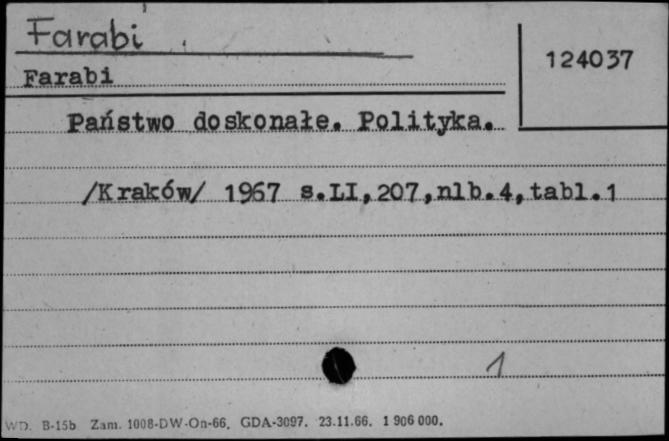 Farabi
124037
Farabi
Państwo doskonałe. Polityka.
/Kraków/ 1967 s.LI,207,nlb.4,tabl.1
1
WD. B-15b Zam. 1008-DW-On-66. GDA-3097. 23.11.66. 1 906 000.